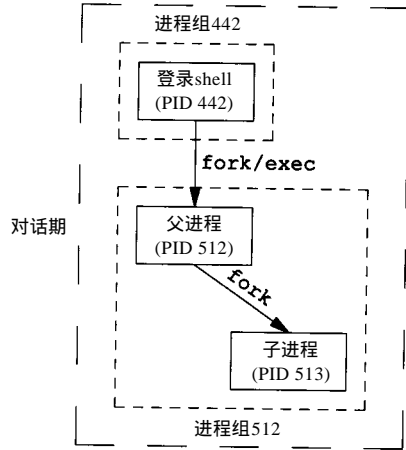 进程组442
登录shell
(PID 442)
fork/exec
对话期
父进程
(PID 512)
fork
子进程
(PID 513)
进程组512